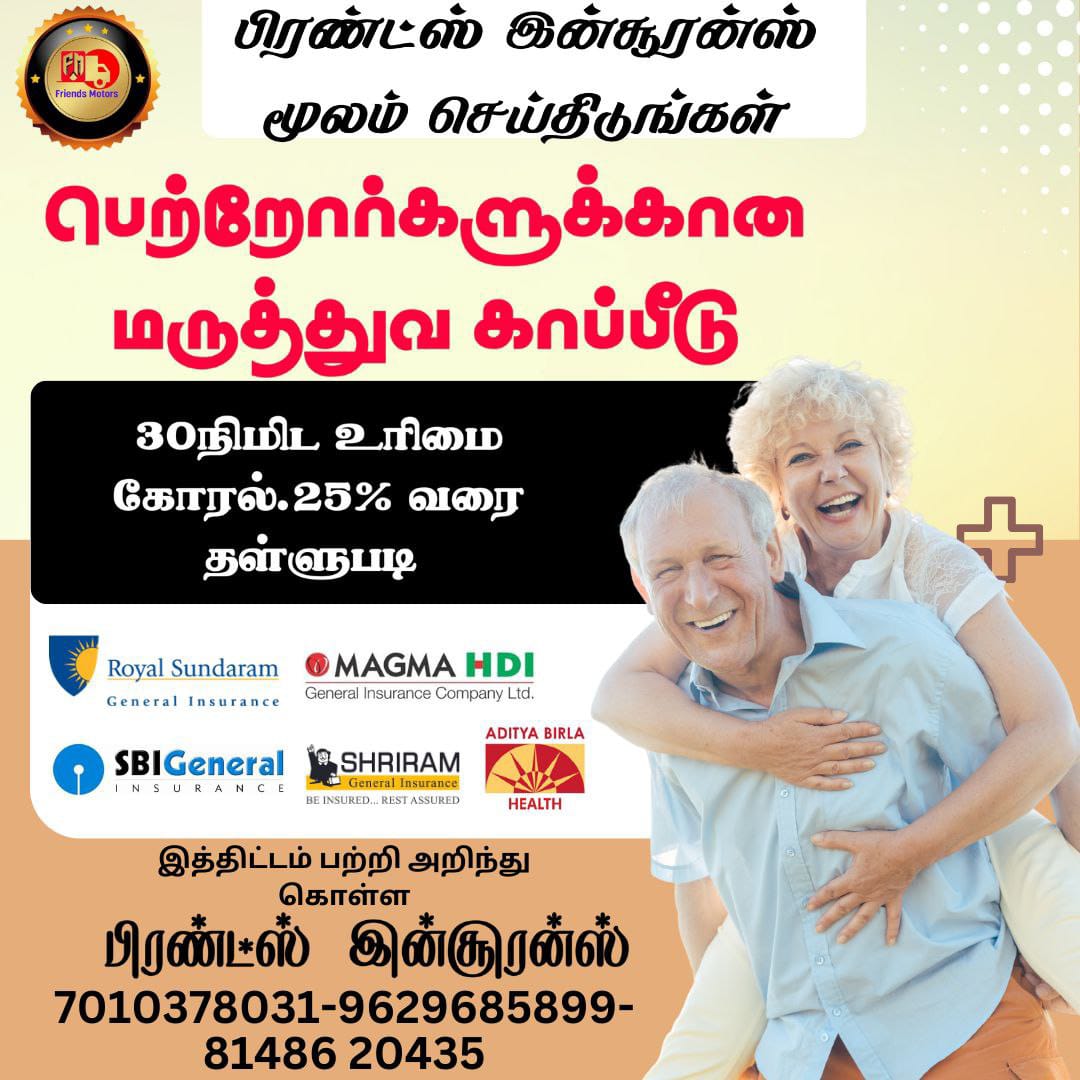 Friends Motors
பிரண்ட்ஸ் இன்சூரன்ஸ்
மூலம் செய்திடுங்கள்
பெற்றோர்களுக்கான
மருத்துவ காப்பீடு
30நிமிட உரிமை
கோரல்.25% வரை
தள்ளுபடி
Royal Sundaram
General Insurance
MAGMA HDI
General Insurance Company Ltd.
SBIGeneral
INSURANCE
SHRIRAM
General Insurance
BE INSURED... REST ASSURED
ADITYA BIRLA
HEALTH
இத்திட்டம் பற்றி அறிந்து
கொள்ள
பிரண்ட்ஸ் இன்சூரன்ஸ்
7010378031-9629685899-
81486 20435